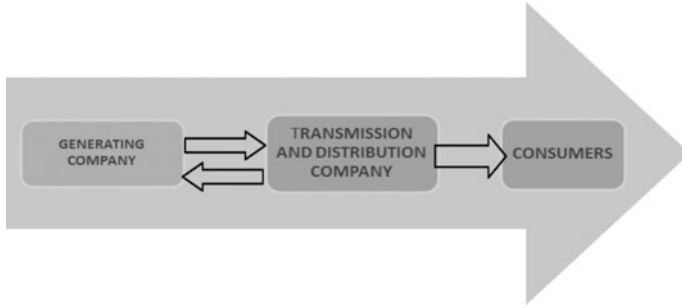 GENERATING
COMPANY
TRANSMISSION
AND DISTRIBUTION
COMPANY
CONSUMERS